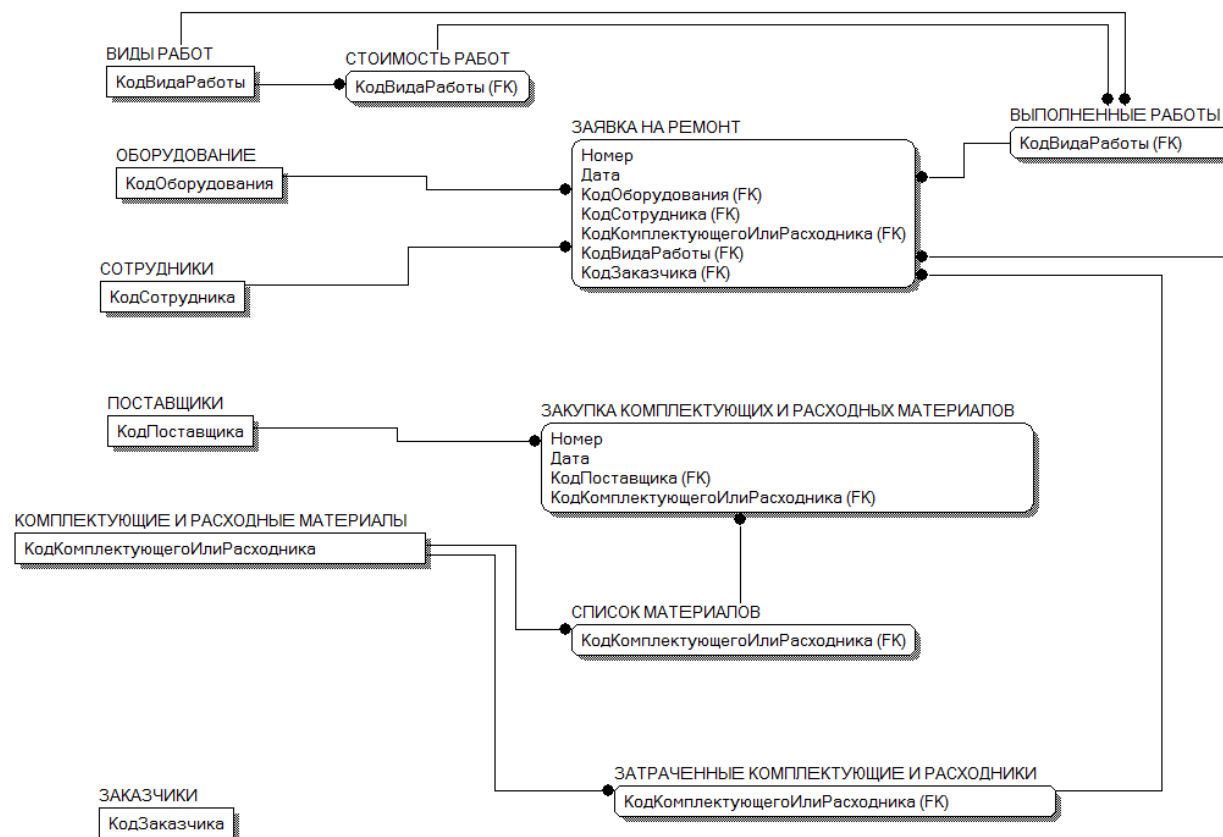 ВИДЫ РАБОТ
КодВидаРаботы
СТОИМОСТЬ РАБОТ
КодВидаРаботы (FK)
ВЫПОЛНЕННЫЕ РАБОТЫ
КодВидаРаботы (FK)
ЗАЯВКА НА РЕМОНТ
Номер
Дата
КодОборудования (FK)
КодСотрудника (FK)
КодКомплектующегоИлиРасходника (FK)
КодВидаРаботы (FK)
КодЗаказчика (FK)
ОБОРУДОВАНИЕ
КодОборудования
СОТРУДНИКИ
КодСотрудника
ПОСТАВЩИКИ
КодПоставщика
ЗАКУПКА КОМПЛЕКТУЮЩИХ И РАСХОДНЫХ МАТЕРИАЛОВ
Номер
Дата
КодПоставщика (FK)
КодКомплектующегоИлиРасходника (FK)
КОМПЛЕКТУЮЩИЕ И РАСХОДНЫЕ МАТЕРИАЛЫ
КодКомплектующегоИлиРасходника
СПИСОК МАТЕРИАЛОВ
КодКомплектующегоИлиРасходника (FK)
ЗАТРАЧЕННЫЕ КОМПЛЕКТУЮЩИЕ И РАСХОДНИКИ
КодКомплектующегоИлиРасходника (FK)
ЗАКАЗЧИКИ
КодЗаказчика